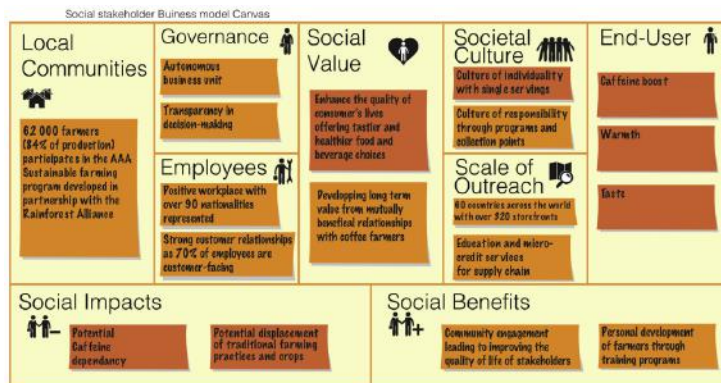 Social stakeholder Buiness model Canvas
Local
Communities
62 000 farmers
(84% of production)
participates in the AAA
Sustainable farming
program developed in
partnership with the
Rainforest Alliance
Governance
Autonomous
business unit
Transparency in
decision-making
Employees
Positive workplace with
over 90 nationalities
represented
Strong customer relationships
as 70% of employees are
customer-facing
Social
Value
Enhance the quality of
consumer's lives
offering tastier and
healthier food and
beverage choices
Developping long term
value from mutually
benefical relationships
with coffee farmers
Societal
Culture
Culture of individuality
with single servings
Culture of responsibility
through programs and
collection points
Scale of
Outreach
60 countries across the world
with over 320 storefronts
Education and micro-
credit services
for supply chain
End-User
Caffeine boost
Warmth
Taste
Social Impacts
Potential
Caffeine
dependancy
Potential displacement
of traditional farming
practices and crops
Social Benefits
Community engagement
leading to improving the
quality of life of stakeholders
Personal development
of farmers through
training programs